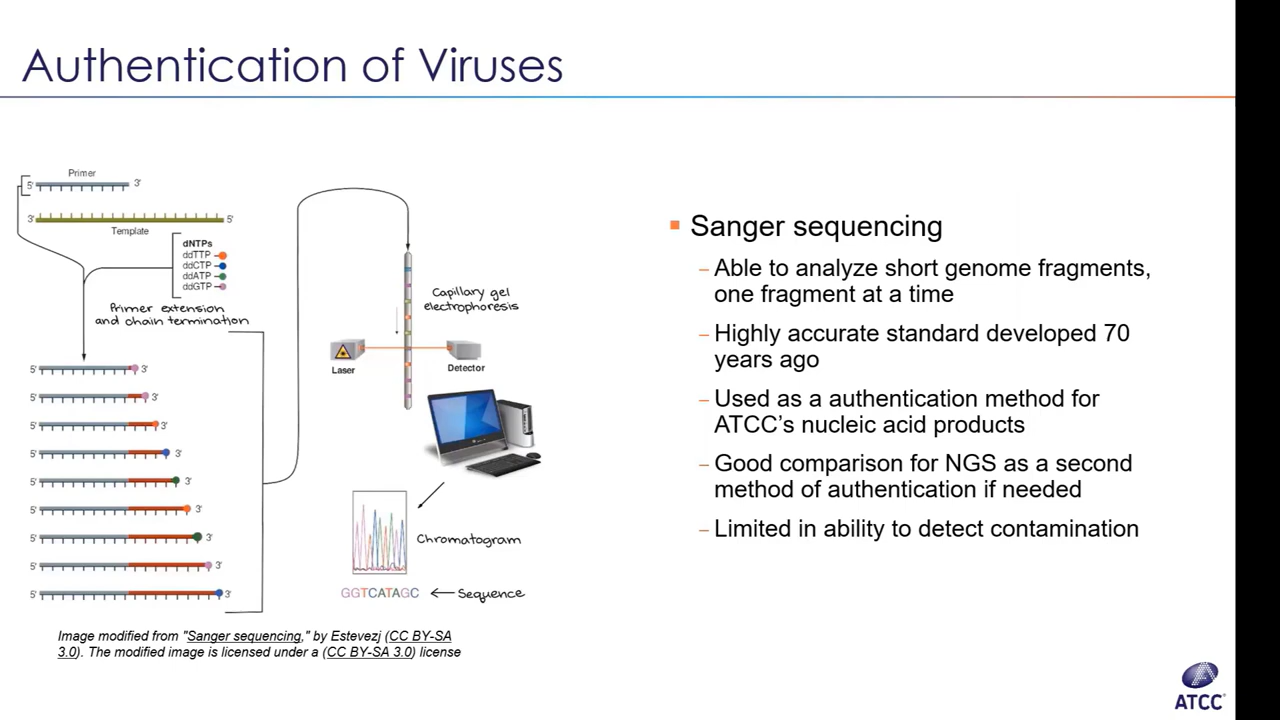 Authentication of Viruses
Primer
5'
3'
3'
5'
Template
dNTPs
ddTTP
ddCTP
ddATP
ddGTP
Primer extension
and chain termination
5'
3'
5'
3'
5'
3'
5'
3'
5'
3'
5'
3'
5'
3'
5'
3'
5'
3'
Capillary gel
electrophoresis
Laser
Detector
Chromatogram
GGTCATAGC
Sequence
Image modified from "Sanger sequencing," by Estevezj (CC BY-SA
3.0). The modified image is licensed under a (CC BY-SA 3.0) license
Sanger sequencing
– Able to analyze short genome fragments,
one fragment at a time
– Highly accurate standard developed 70
years ago
– Used as a authentication method for
ATCC's nucleic acid products
– Good comparison for NGS as a second
method of authentication if needed
– Limited in ability to detect contamination
ATCC